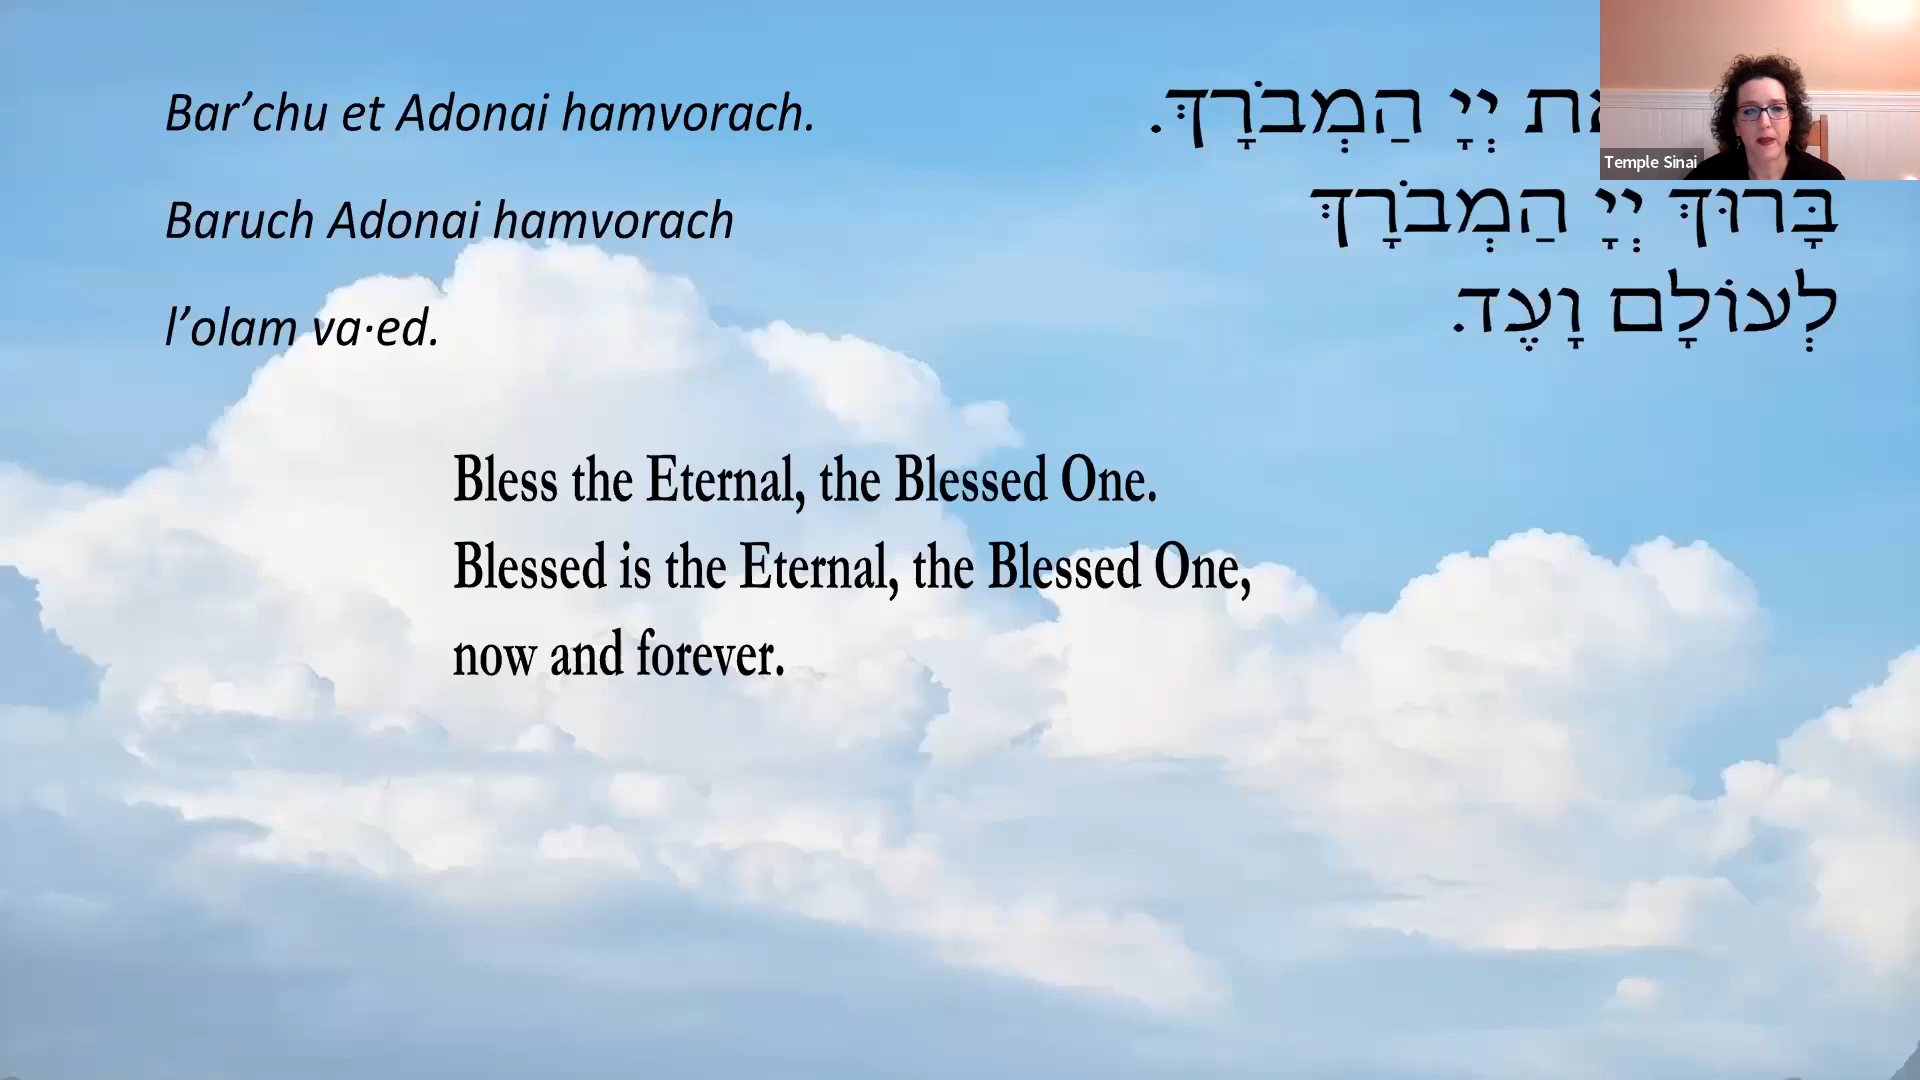 Bar’chu et Adonai hamvorach.
Baruch Adonai hamvorach
l’olam va·ed.
יְיָ הַמְבֹרָךְ.
בָּרוּךְ יְיָ הַמְבֹרָךְ
לְעוֹלָם וָעֶד.
Temple Sinai
Bless the Eternal, the Blessed One.
Blessed is the Eternal, the Blessed One,
now and forever.